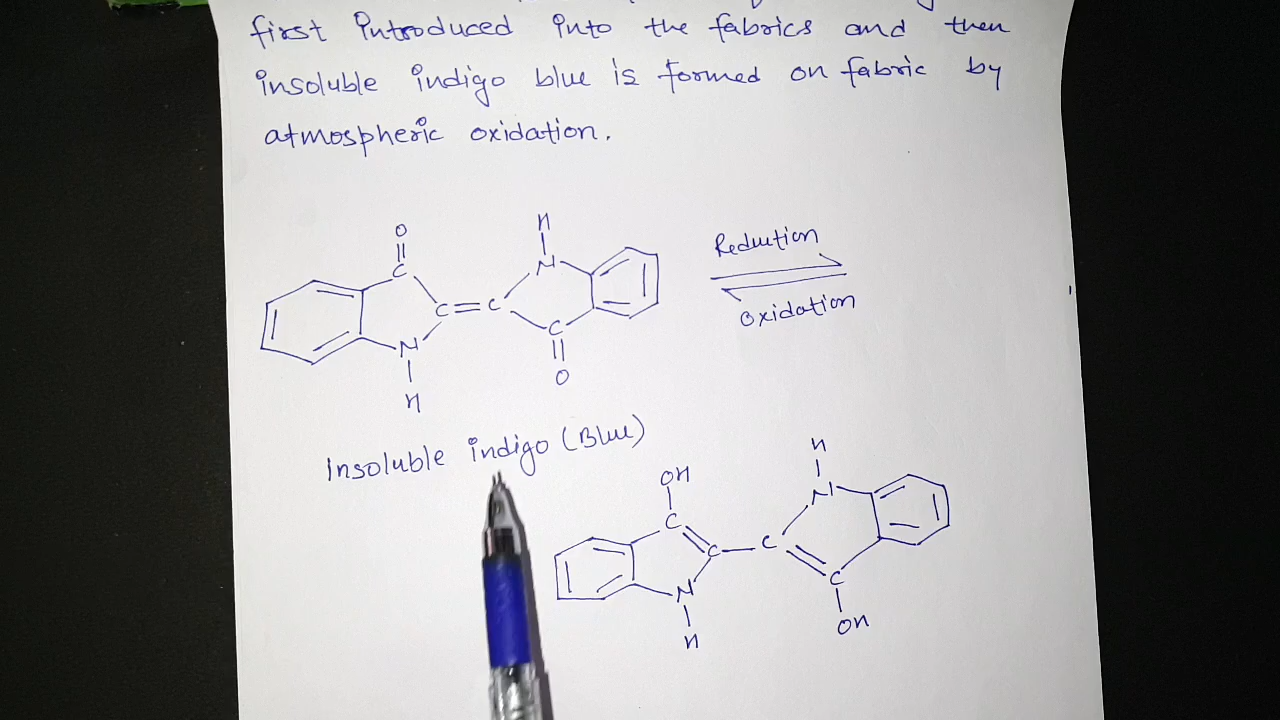 first introduced into the fabrics and then
insoluble indigo blue is formed on fabric by
atmospheric oxidation.
O
C
C = C
N
H
H
N
C
O
Reduction
Oxidation
Insoluble indigo (Blue)
OH
C
C
N
H
H
N
C
C
OH